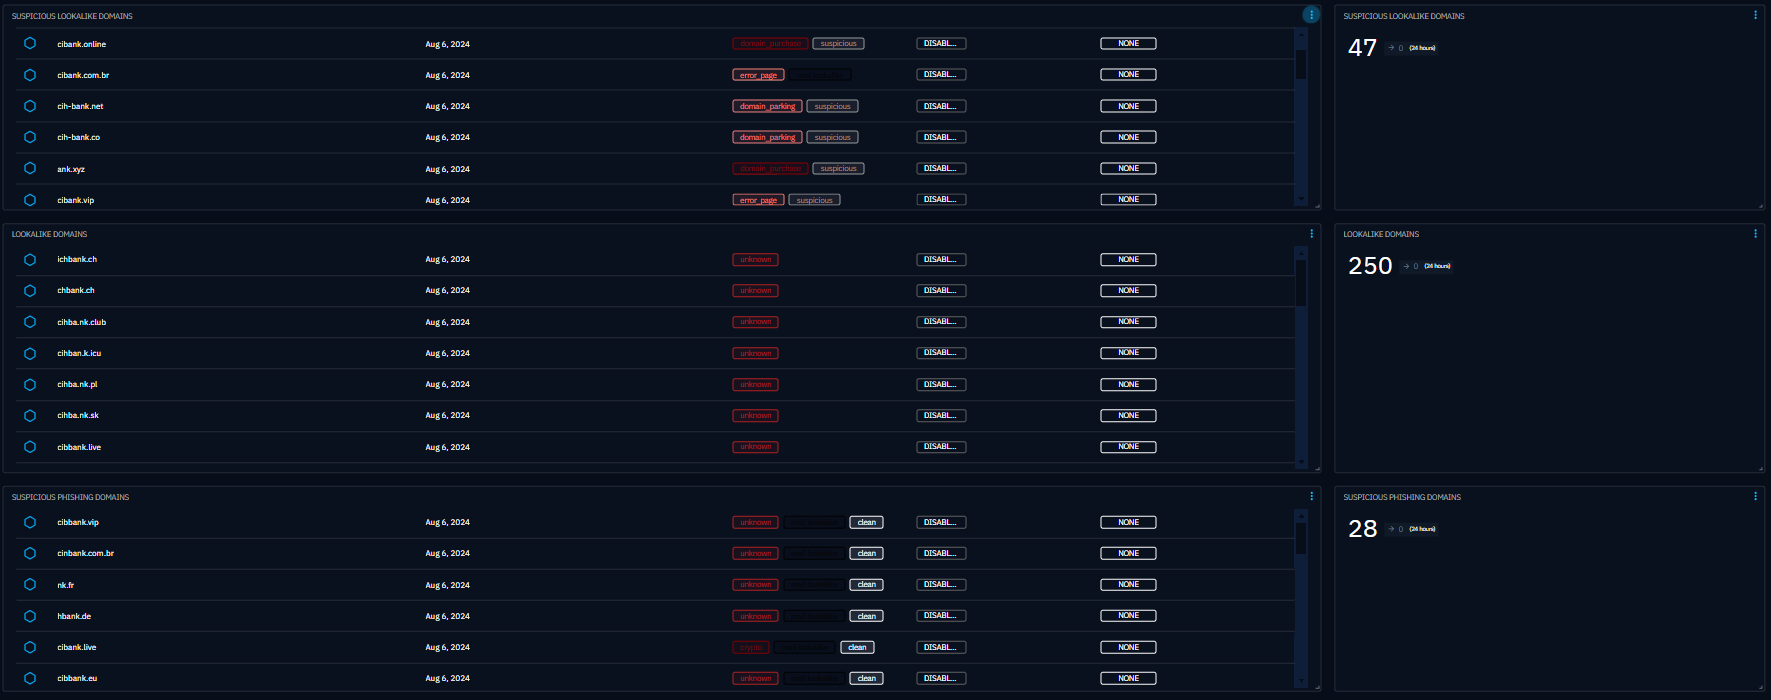 SUSPICIOUS LOOKALIKE DOMAINS
cibank.online Aug 6, 2024 domain_purchase suspicious DISABL... NONE
cibank.com.br Aug 6, 2024 error_page DISABL... NONE
cih-bank.net Aug 6, 2024 domain_parking suspicious DISABL... NONE
cih-bank.co Aug 6, 2024 domain_parking suspicious DISABL... NONE
ank.xyz Aug 6, 2024 domain_purchase suspicious DISABL... NONE
cibank.vip Aug 6, 2024 error_page suspicious DISABL... NONE
SUSPICIOUS LOOKALIKE DOMAINS
47 → 0 (24 hours)
LOOKALIKE DOMAINS
ichbank.ch Aug 6, 2024 unknown DISABL... NONE
chbank.ch Aug 6, 2024 unknown DISABL... NONE
cihba.nk.club Aug 6, 2024 unknown DISABL... NONE
cihban.k.icu Aug 6, 2024 unknown DISABL... NONE
cihba.nk.pl Aug 6, 2024 unknown DISABL... NONE
cihba.nk.sk Aug 6, 2024 unknown DISABL... NONE
cibbank.live Aug 6, 2024 unknown DISABL... NONE
LOOKALIKE DOMAINS
250 → 0 (24 hours)
SUSPICIOUS PHISHING DOMAINS
cibbank.vip Aug 6, 2024 unknown clean DISABL... NONE
cinbank.com.br Aug 6, 2024 unknown clean DISABL... NONE
nk.fr Aug 6, 2024 unknown clean DISABL... NONE
hbank.de Aug 6, 2024 unknown clean DISABL... NONE
cibank.live Aug 6, 2024 crypto clean DISABL... NONE
cibbank.eu Aug 6, 2024 unknown clean DISABL... NONE
SUSPICIOUS PHISHING DOMAINS
28 → 0 (24 hours)